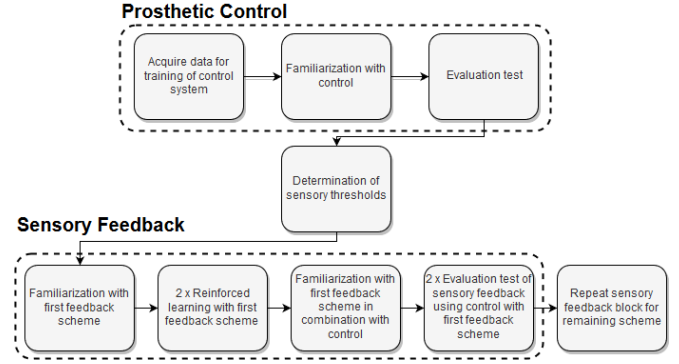 Prosthetic Control
Acquire data for
training of control
system
Familiarization with
control
Evaluation test
Determination of
sensory thresholds
Sensory Feedback
Familiarization with
first feedback
scheme
2 x Reinforced
learning with first
feedback scheme
Familiarization with
first feedback
scheme in
combination with
control
2 x Evaluation test of
sensory feedback
using control with
first feedback
scheme
Repeat sensory
feedback block for
remaining scheme